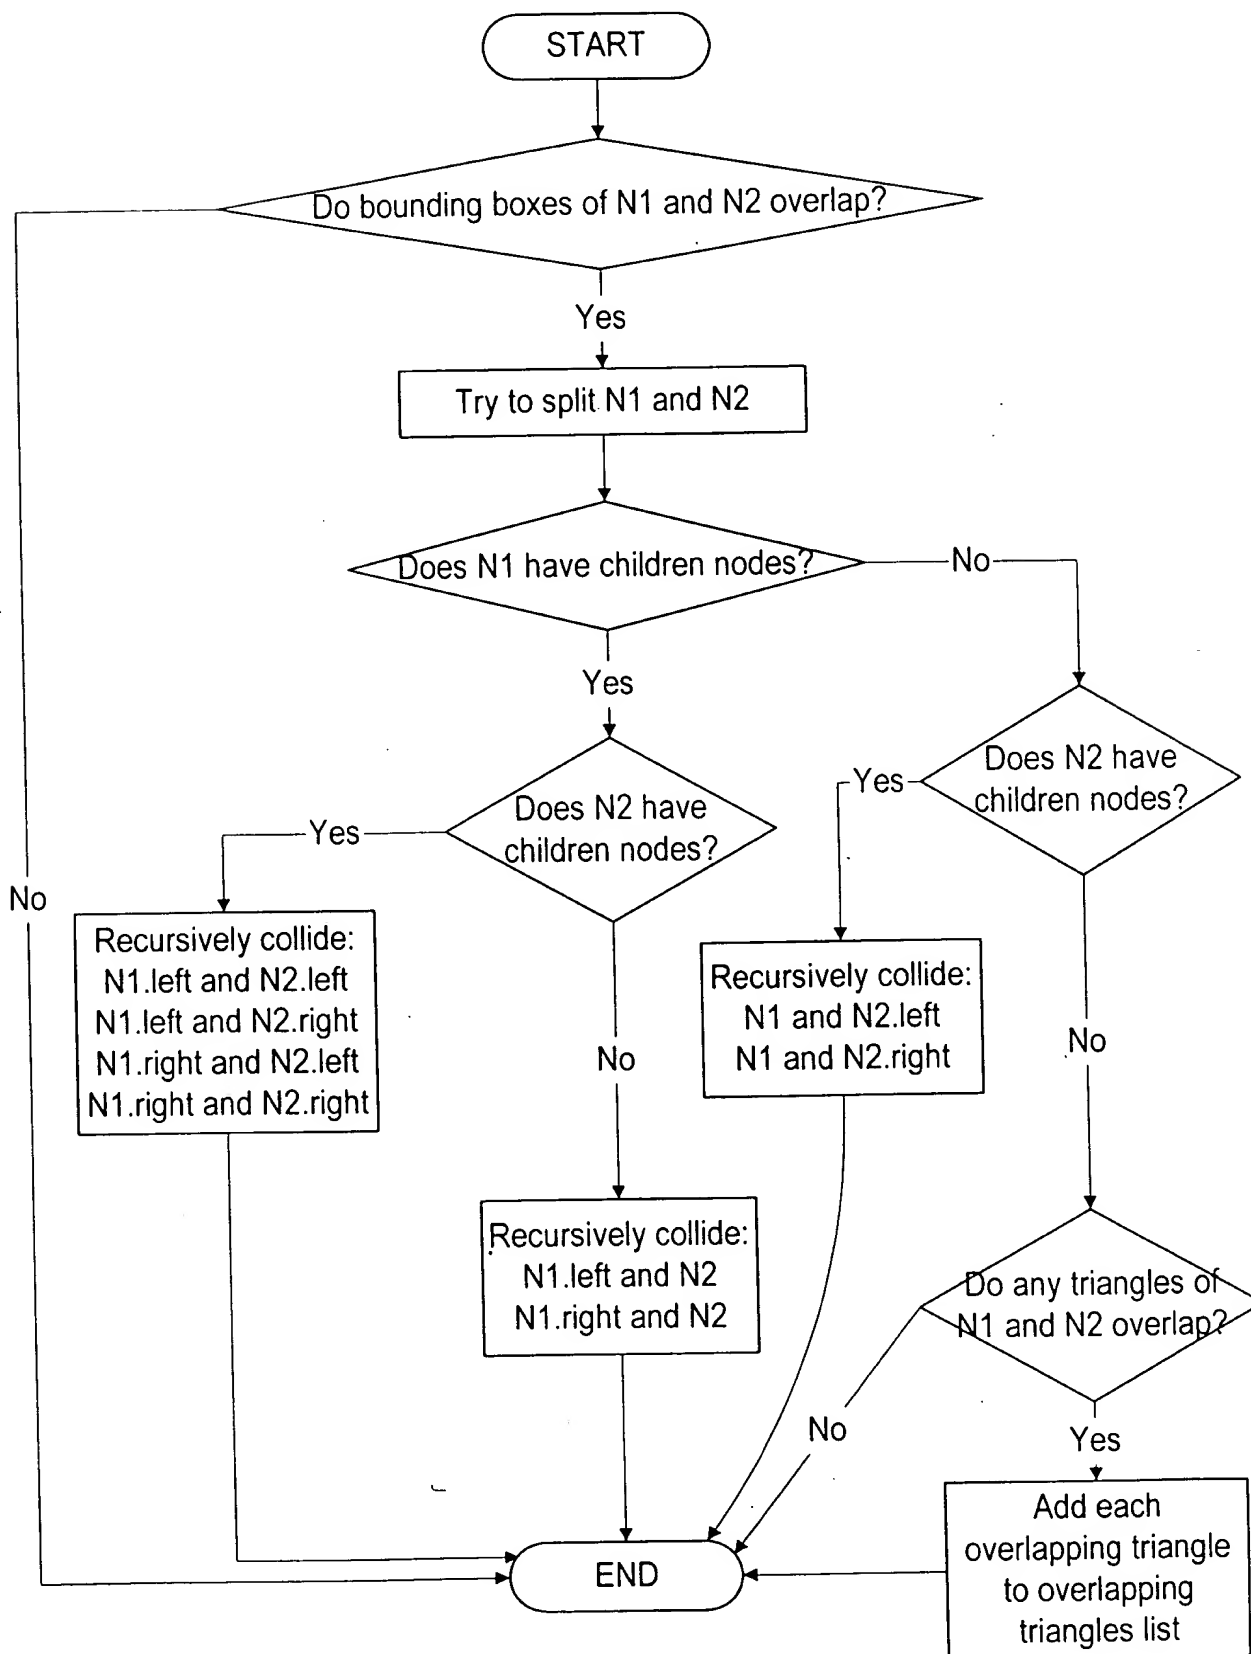 START
Do bounding boxes of N1 and N2 overlap?
Yes
Try to split N1 and N2
Does N1 have children nodes?
No
Yes
Does N2 have
children nodes?
Yes
Does N2 have
children nodes?
Yes
No
Recursively collide:
N1.left and N2.left
N1.left and N2.right
N1.right and N2.left
N1.right and N2.right
Recursively collide:
N1 and N2.left
N1 and N2.right
No
No
Recursively collide:
N1.left and N2
N1.right and N2
Do any triangles of
N1 and N2 overlap?
No
Yes
Add each
overlapping triangle
to overlapping
triangles list
END